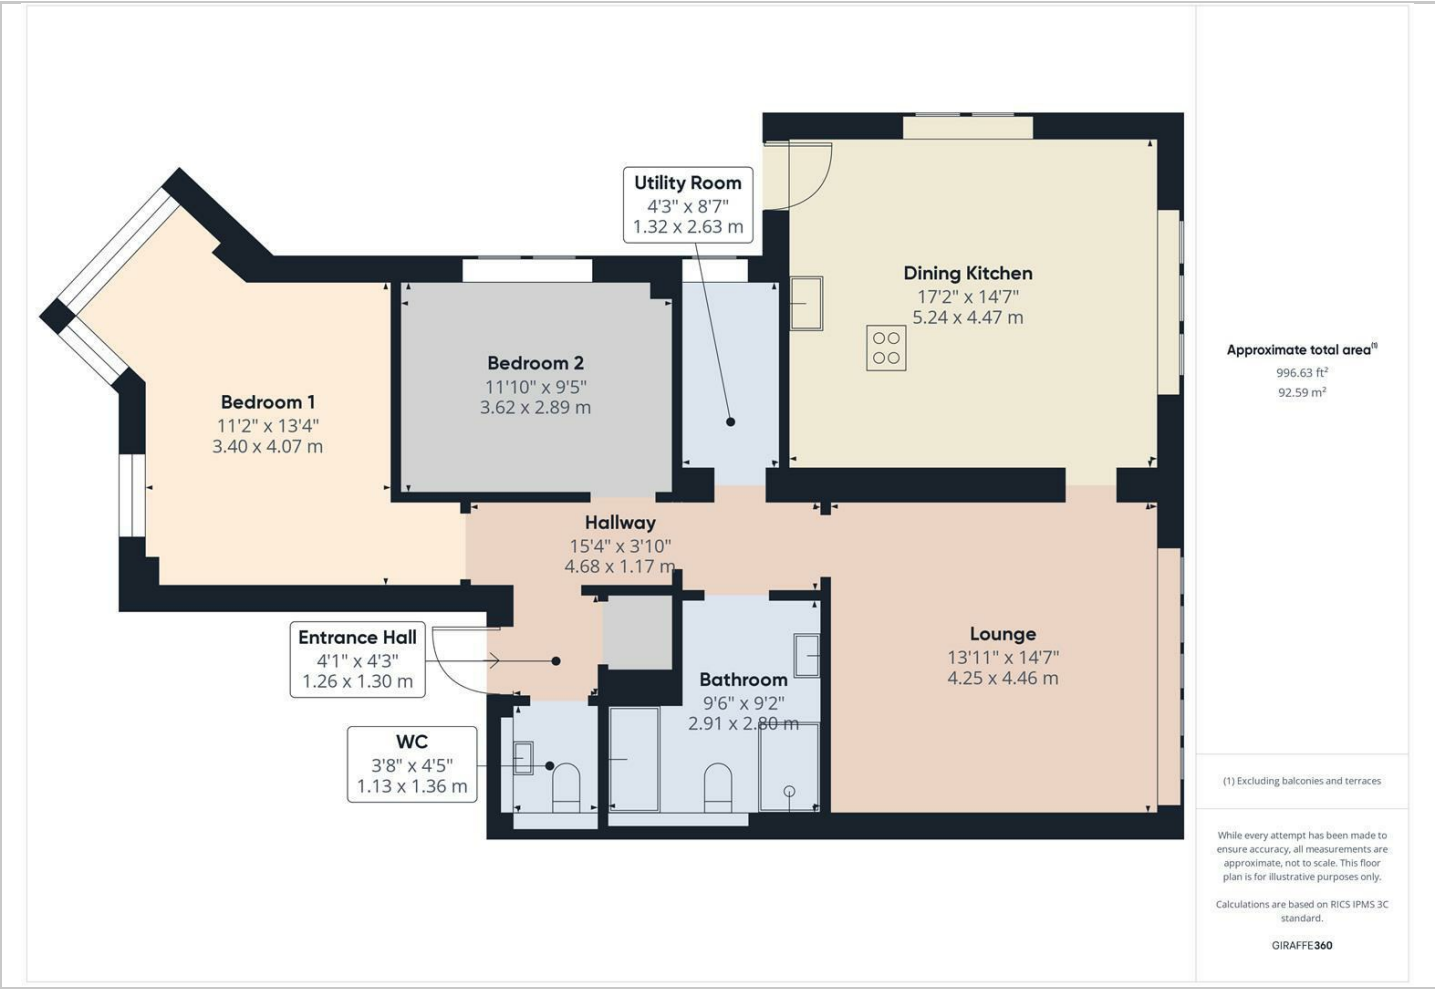 Utility Room
4'3" x 8'7"
1.32 x 2.63 m
Dining Kitchen
17'2" x 14'7"
5.24 x 4.47 m
Bedroom 2
11'10" x 9'5"
3.62 x 2.89 m
Bedroom 1
11'2" x 13'4"
3.40 x 4.07 m
Hallway
15'4" x 3'10"
4.68 x 1.17 m
Entrance Hall
4'1" x 4'3"
1.26 x 1.30 m
Lounge
13'11" x 14'7"
4.25 x 4.46 m
Bathroom
9'6" x 9'2"
2.91 x 2.80 m
WC
3'8" x 4'5"
1.13 x 1.36 m
Approximate total area⁽¹⁾
996.63 ft²
92.59 m²
(1) Excluding balconies and terraces
While every attempt has been made to
ensure accuracy, all measurements are
approximate, not to scale. This floor
plan is for illustrative purposes only.
Calculations are based on RICS IPMS 3C
standard.
GIRAFFE360